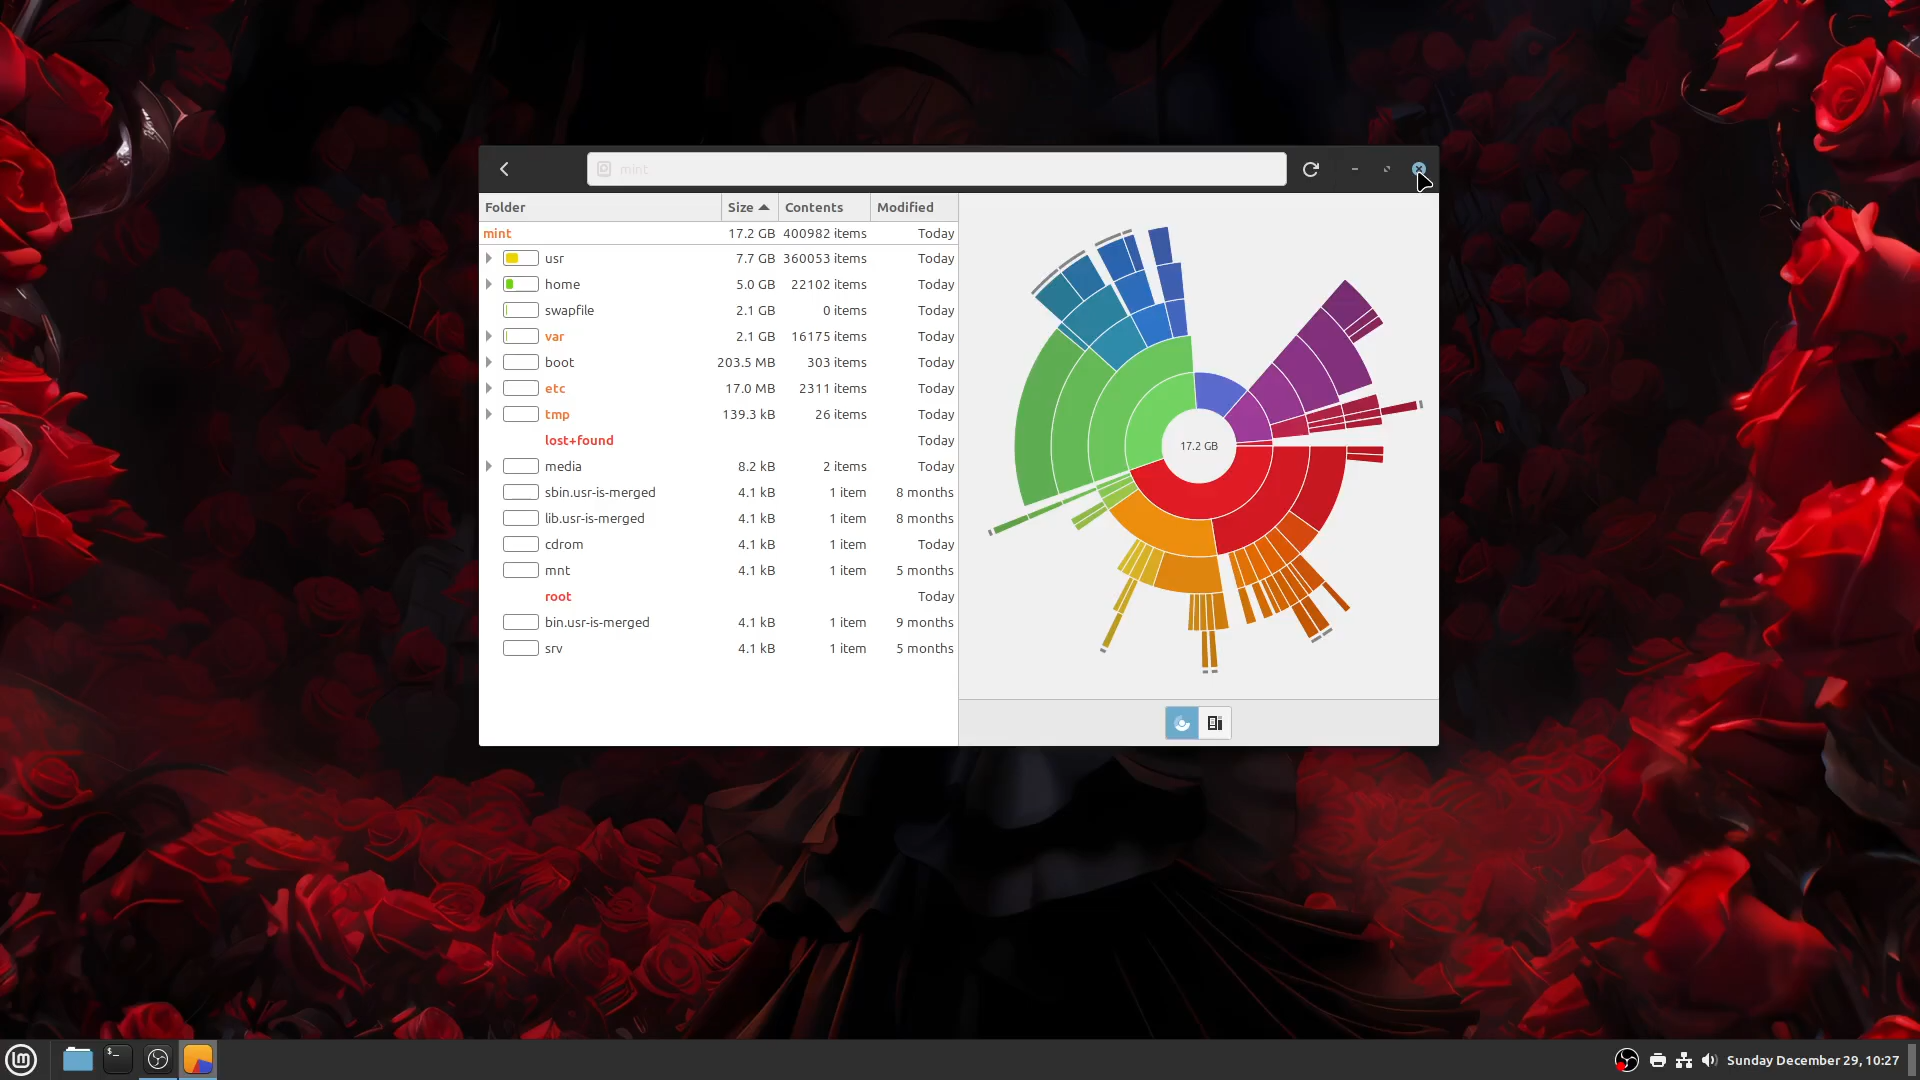 mint
Folder Size Contents Modified
mint 17.2 GB 400982 items Today
usr 7.7 GB 360053 items Today
home 5.0 GB 22102 items Today
swapfile 2.1 GB 0 items Today
var 2.1 GB 16175 items Today
boot 203.5 MB 303 items Today
etc 17.0 MB 2311 items Today
tmp 139.3 kB 26 items Today
lost+found Today
media 8.2 kB 2 items Today
sbin.usr-is-merged 4.1 kB 1 item 8 months
lib.usr-is-merged 4.1 kB 1 item 8 months
cdrom 4.1 kB 1 item Today
mnt 4.1 kB 1 item 5 months
root Today
bin.usr-is-merged 4.1 kB 1 item 9 months
srv 4.1 kB 1 item 5 months
17.2 GB
$_
Sunday December 29, 10:27